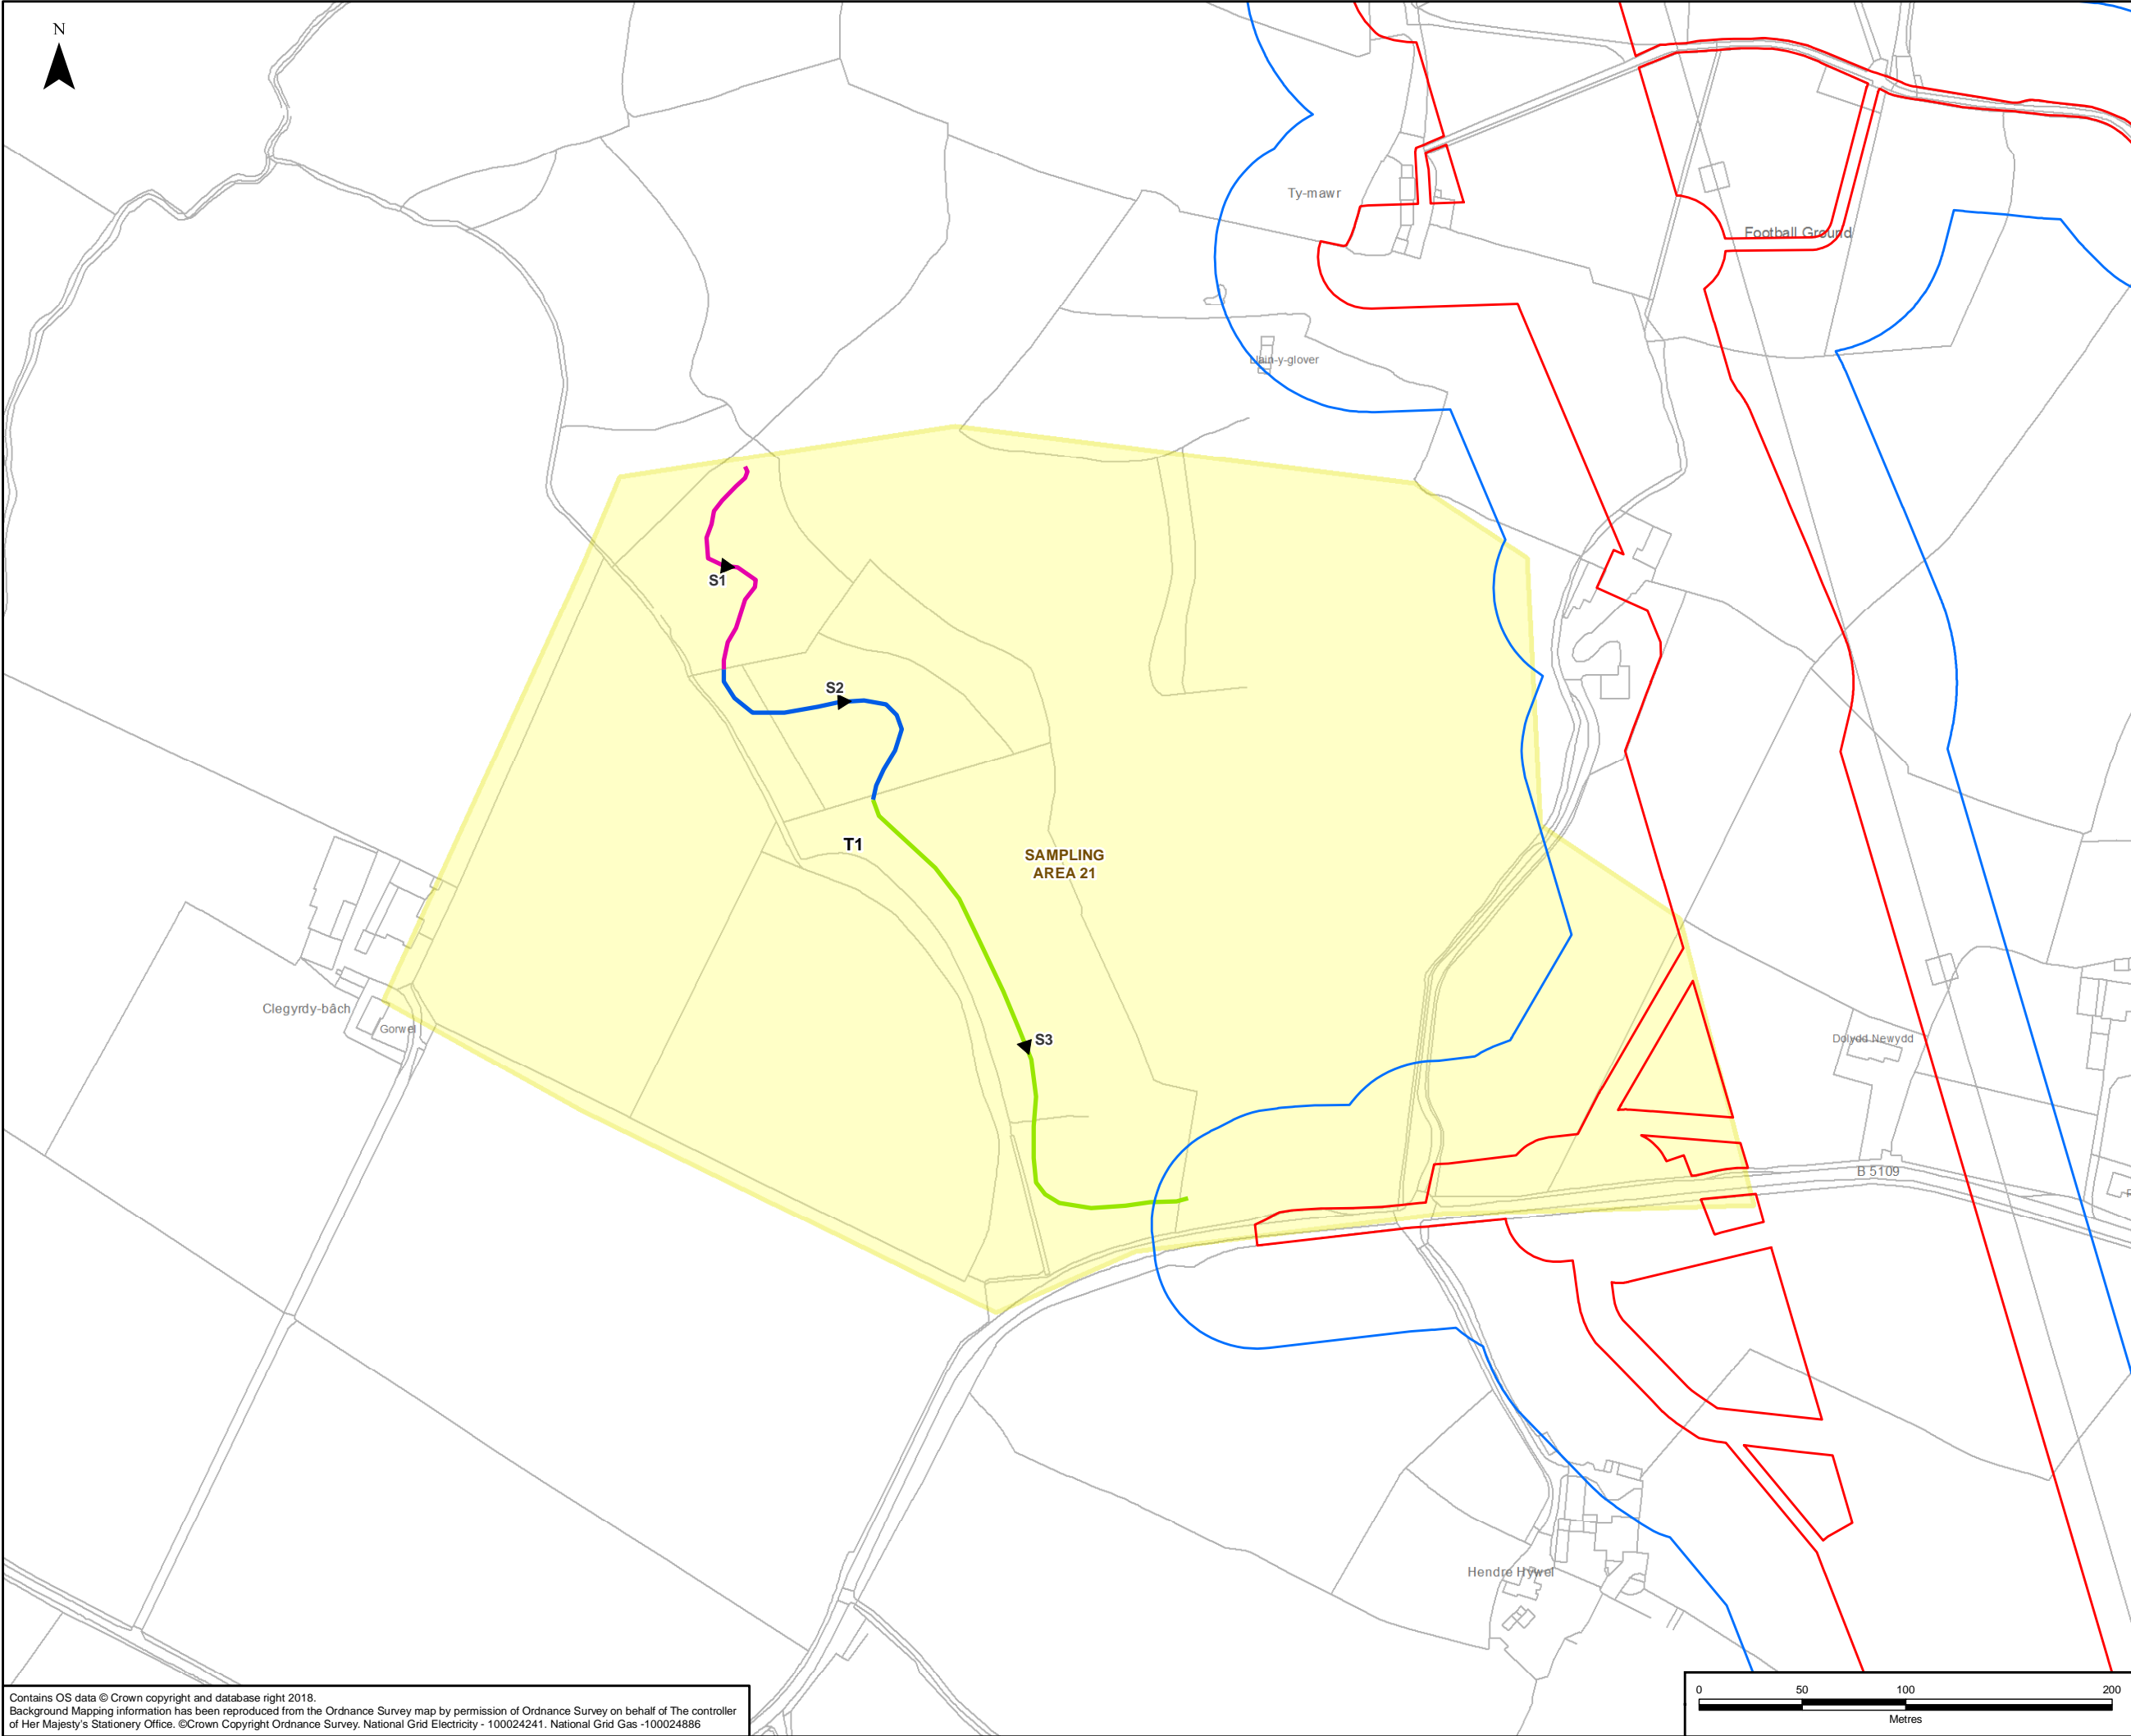 N
Ty-mawr
Football Ground
Llain-y-glover
S1
S2
T1
SAMPLING
AREA 21
Clegyrdy-bâch
Gorwel
S3
Dolydd Newydd
B 5109
Hendre Hywel
Contains OS data © Crown copyright and database right 2018.
Background Mapping information has been reproduced from the Ordnance Survey map by permission of Ordnance Survey on behalf of The controller
of Her Majesty's Stationery Office. ©Crown Copyright Ordnance Survey. National Grid Electricity - 100024241. National Grid Gas -100024886
0 50 100 200
Metres